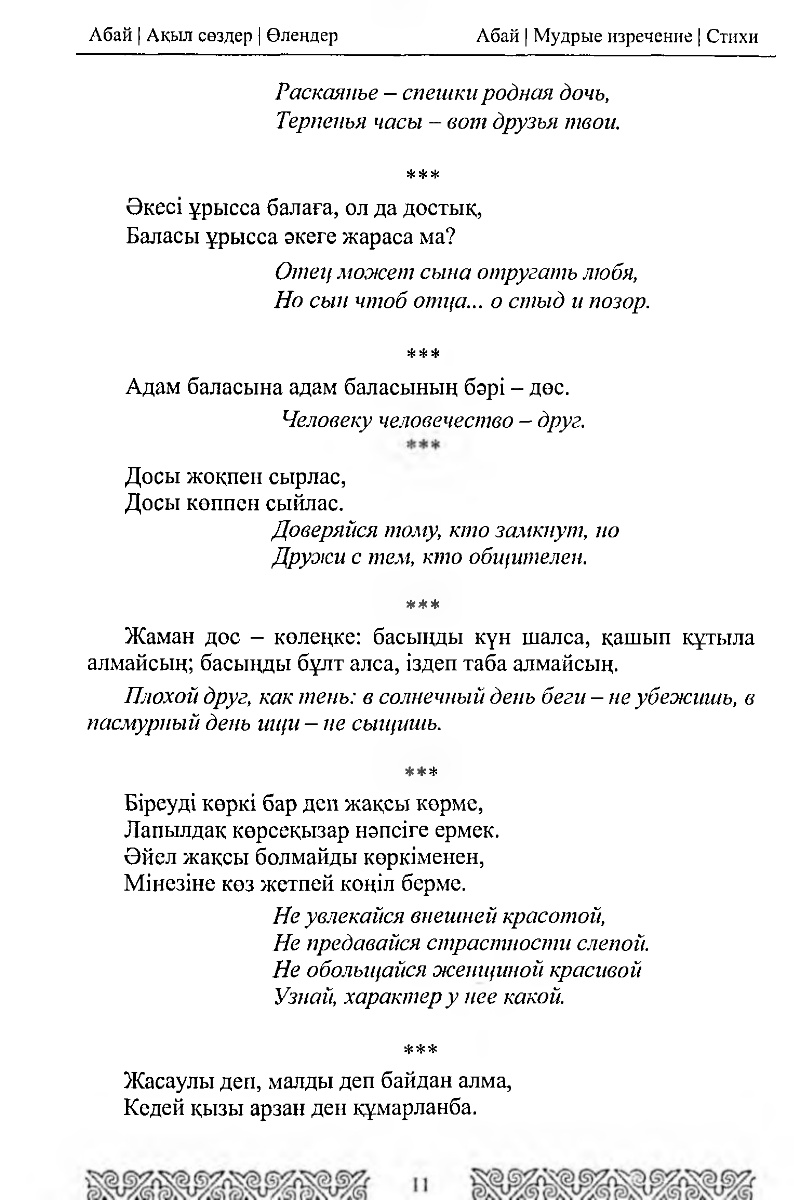 Абай | Ақыл сөздер | Өлеңдер Абай | Мудрые изречение | Стихи
Раскаянье – спешки родная дочь,
Терпенья часы – вот друзья твои.
***
Әкесі ұрысса балаға, ол да достық,
Баласы ұрысса әкеге жараса ма?
Отец может сына отругать любя,
Но сын чтоб отца... о стыд и позор.
***
Адам баласына адам баласының бәрі – дос.
Человеку человечество – друг.
***
Досы жоқпен сырлас,
Досы көппен сыйлас.
Доверяйся тому, кто замкнут, но
Дружи с тем, кто общителен.
***
Жаман дос – көлеңке: басыңды күн шалса, қашып құтыла
алмайсың; басыңды бұлт алса, іздеп таба алмайсың.
Плохой друг, как тень: в солнечный день беги – не убежишь, в
пасмурный день ищи – не сыщишь.
***
Біреуді көркі бар деп жақсы көрме,
Лапылдақ көрсеқызар нәпсіге ермек.
Әйел жақсы болмайды көркіменен,
Мінезіне көз жетпей көңіл берме.
Не увлекайся внешней красотой,
Не предавайся страстности слепой.
Не обольщайся женщиной красивой
Узнай, характер у нее какой.
***
Жасаулы деп, малды деп байдан алма,
Кедей қызы арзан деп құмарланба.
11